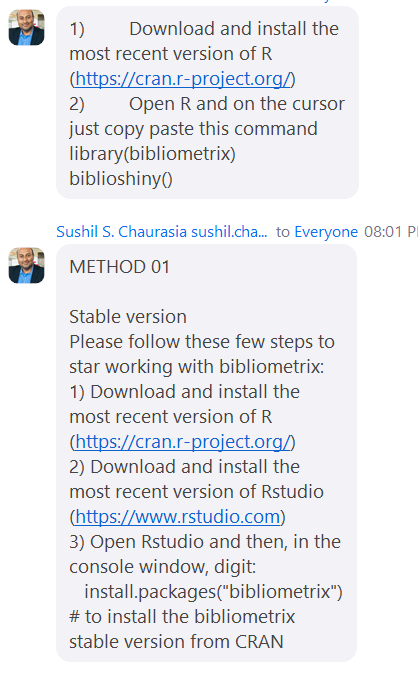 1) Download and install the
most recent version of R
(https://cran.r-project.org/)
2) Open R and on the cursor
just copy paste this command
library(bibliometrix)
biblioshiny()
Sushil S. Chaurasia sushil.cha... to Everyone 08:01 P
METHOD 01
Stable version
Please follow these few steps to
star working with bibliometrix:
1) Download and install the
most recent version of R
(https://cran.r-project.org/)
2) Download and install the
most recent version of Rstudio
(https://www.rstudio.com)
3) Open Rstudio and then, in the
console window, digit:
install.packages("bibliometrix")
# to install the bibliometrix
stable version from CRAN